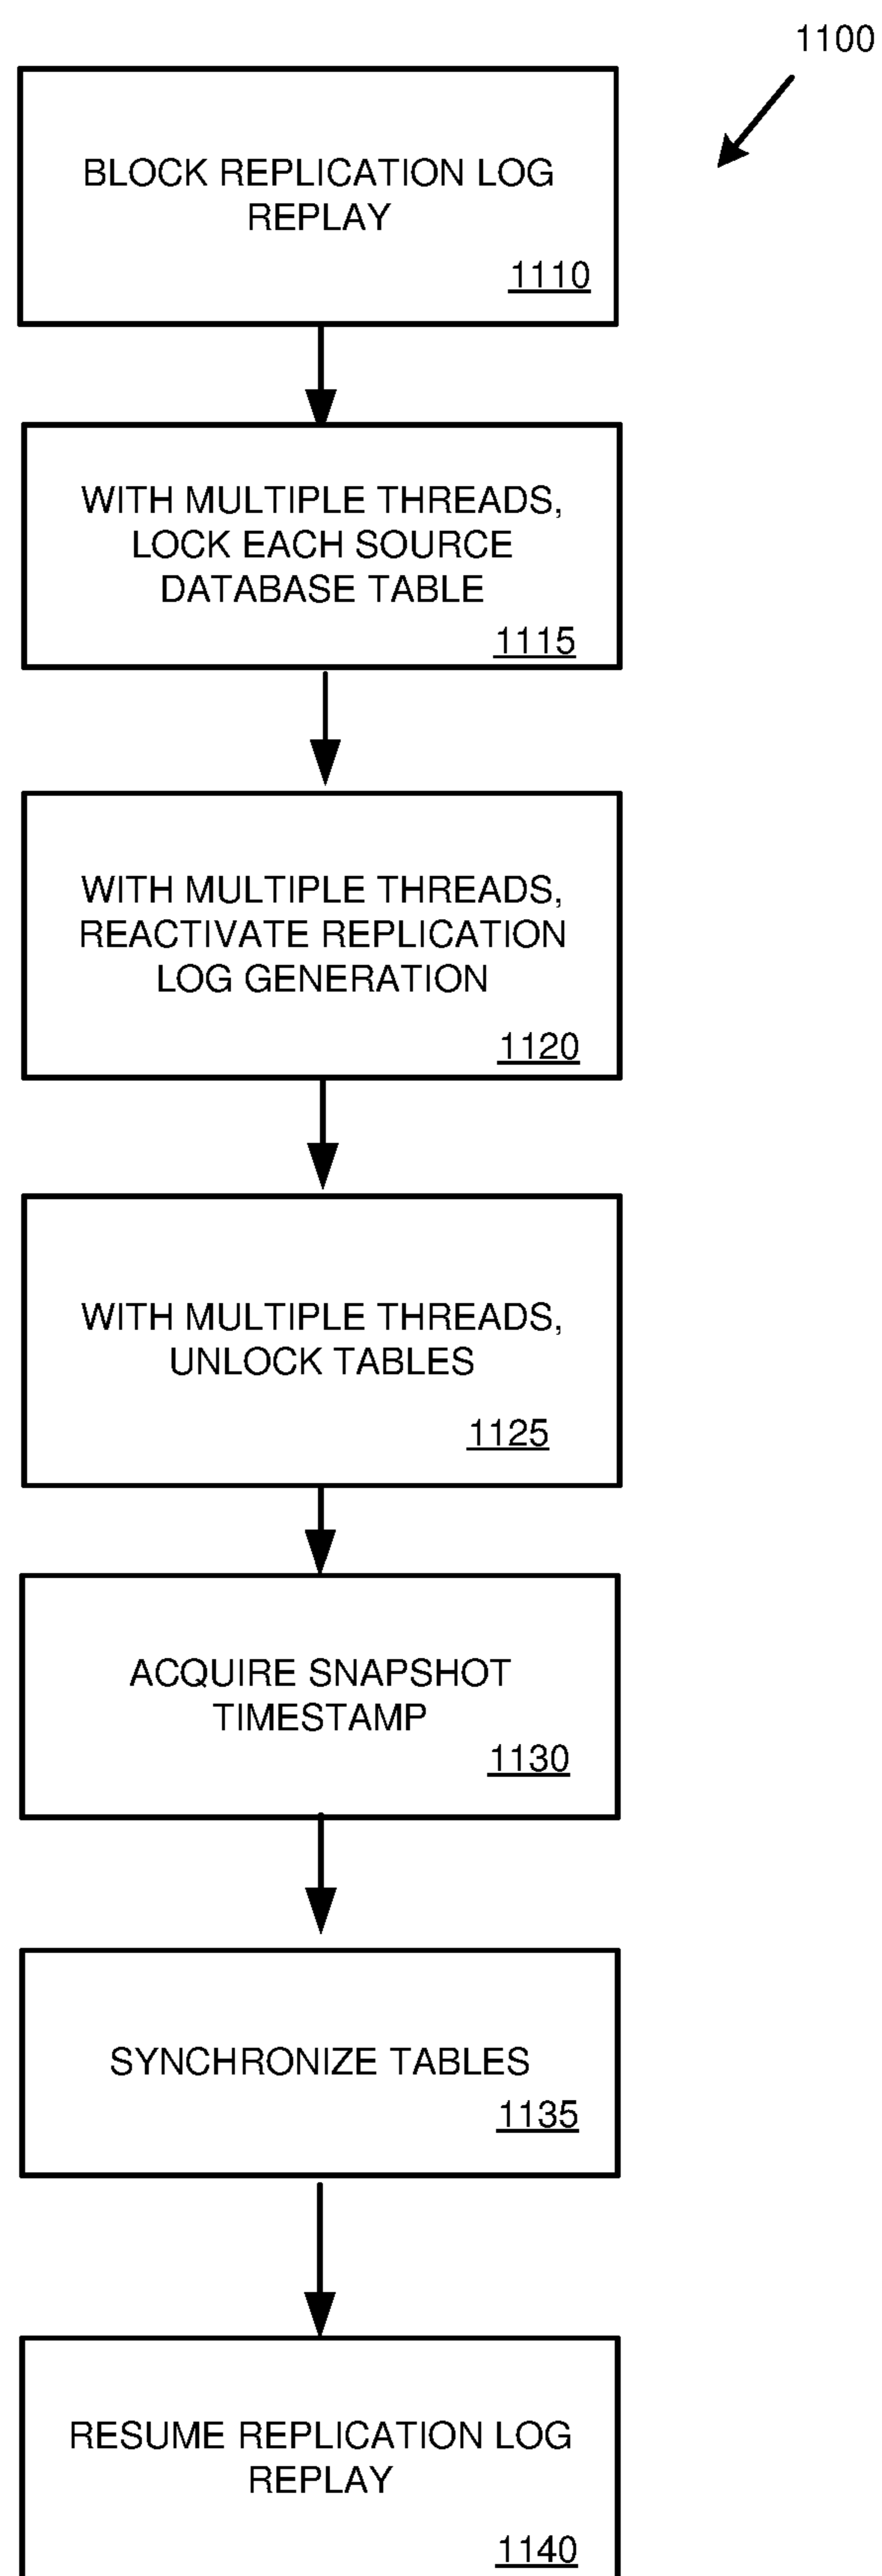 1100
BLOCK REPLICATION LOG
REPLAY
1110
WITH MULTIPLE THREADS,
LOCK EACH SOURCE
DATABASE TABLE
1115
WITH MULTIPLE THREADS,
REACTIVATE REPLICATION
LOG GENERATION
1120
WITH MULTIPLE THREADS,
UNLOCK TABLES
1125
ACQUIRE SNAPSHOT
TIMESTAMP
1130
SYNCHRONIZE TABLES
1135
RESUME REPLICATION LOG
REPLAY
1140